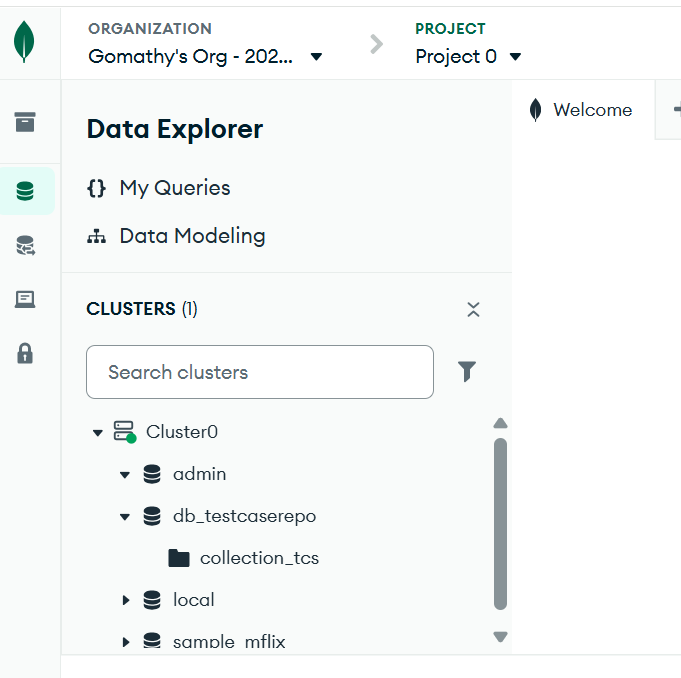 ORGANIZATION
Gomathy's Org - 202...
PROJECT
Project 0
Data Explorer
My Queries
Data Modeling
CLUSTERS (1)
Search clusters
Cluster0
admin
db_testcaserepo
collection_tcs
local
sample_mflix
Welcome